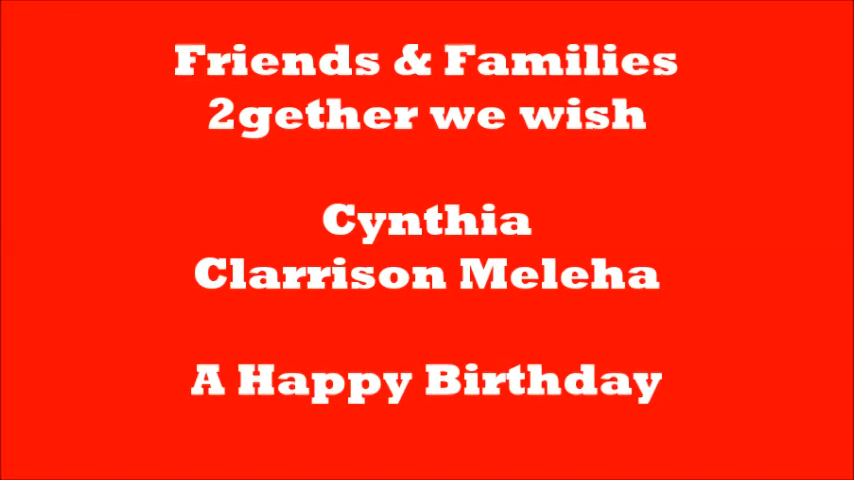 Friends & Families
2gether we wish
Cynthia
Clarrison Meleha
A Happy Birthday